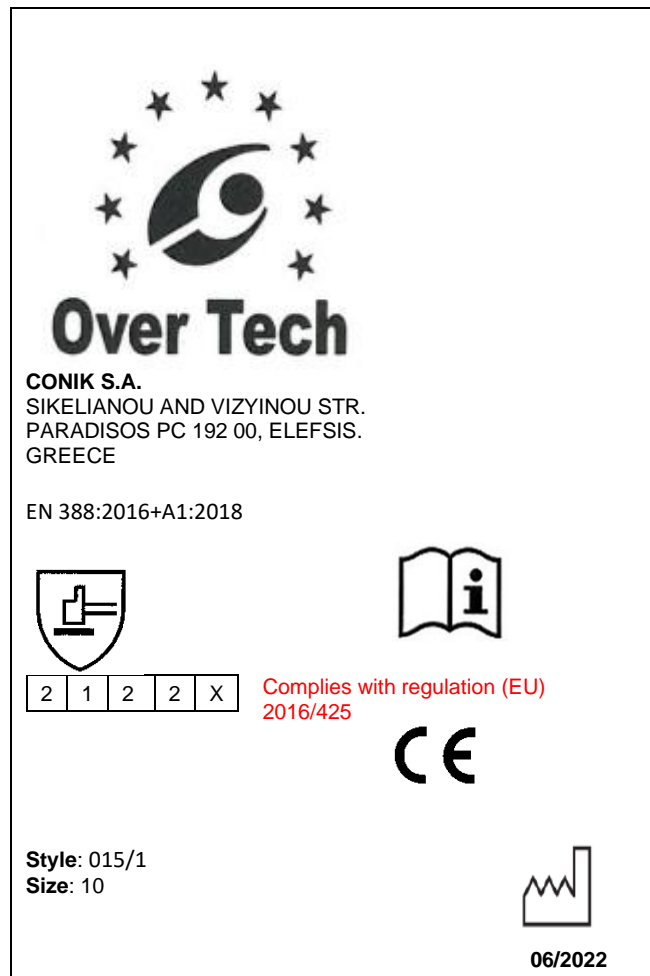 Over Tech
CONIK S.A.
SIKELIANOU AND VIZYINOU STR.
PARADISOS PC 192 00, ELEFSIS.
GREECE
EN 388:2016+A1:2018
i
2 1 2 2 X
Complies with regulation (EU)
2016/425
CE
Style: 015/1
Size: 10
06/2022